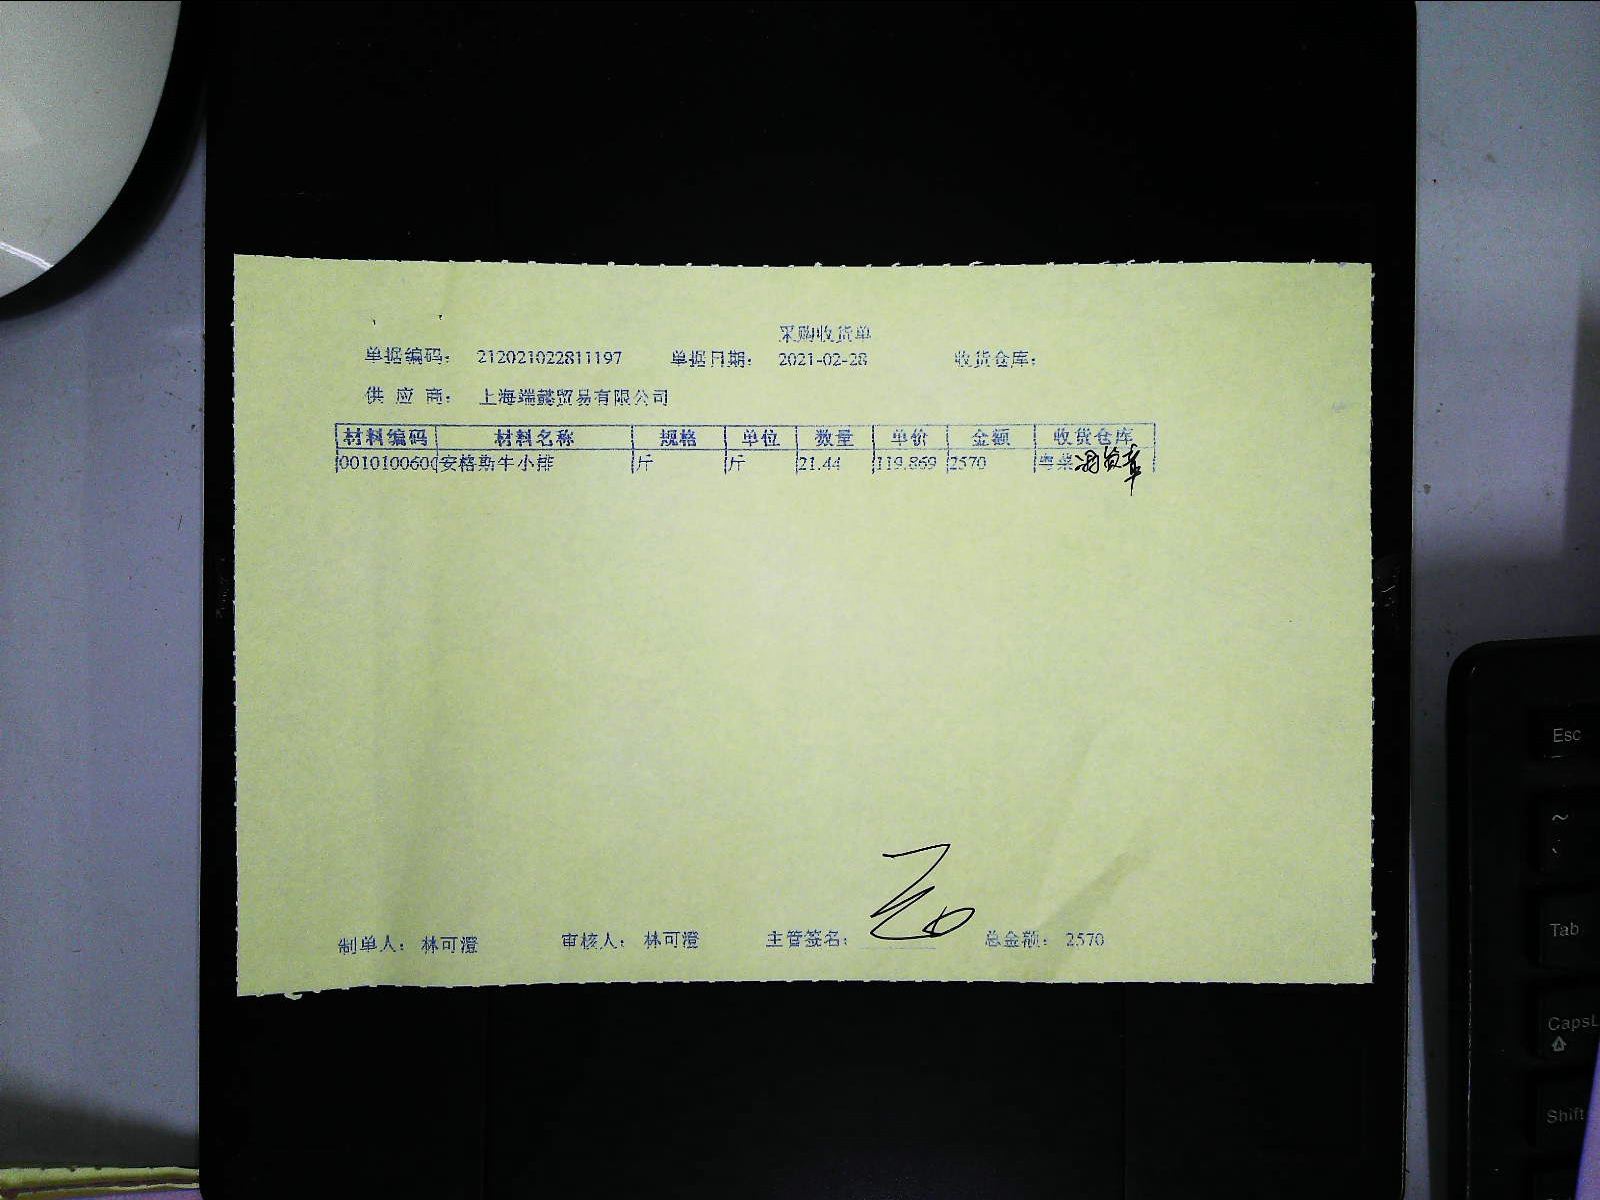 采购收货单
单据编码： 212021022811197 单据日期： 2021-02-28 收货仓库：
供 应 商： 上海端懿贸易有限公司
材料编码 材料名称 规格 单位 数量 单价 金额 收货仓库
0010100600 安格斯牛小排 斤 斤 21.44 119.869 2570 粤菜
制单人： 林可澄 审核人： 林可澄 主管签名： 总金额： 2570
Esc
~
Tab
CapsL
Shift